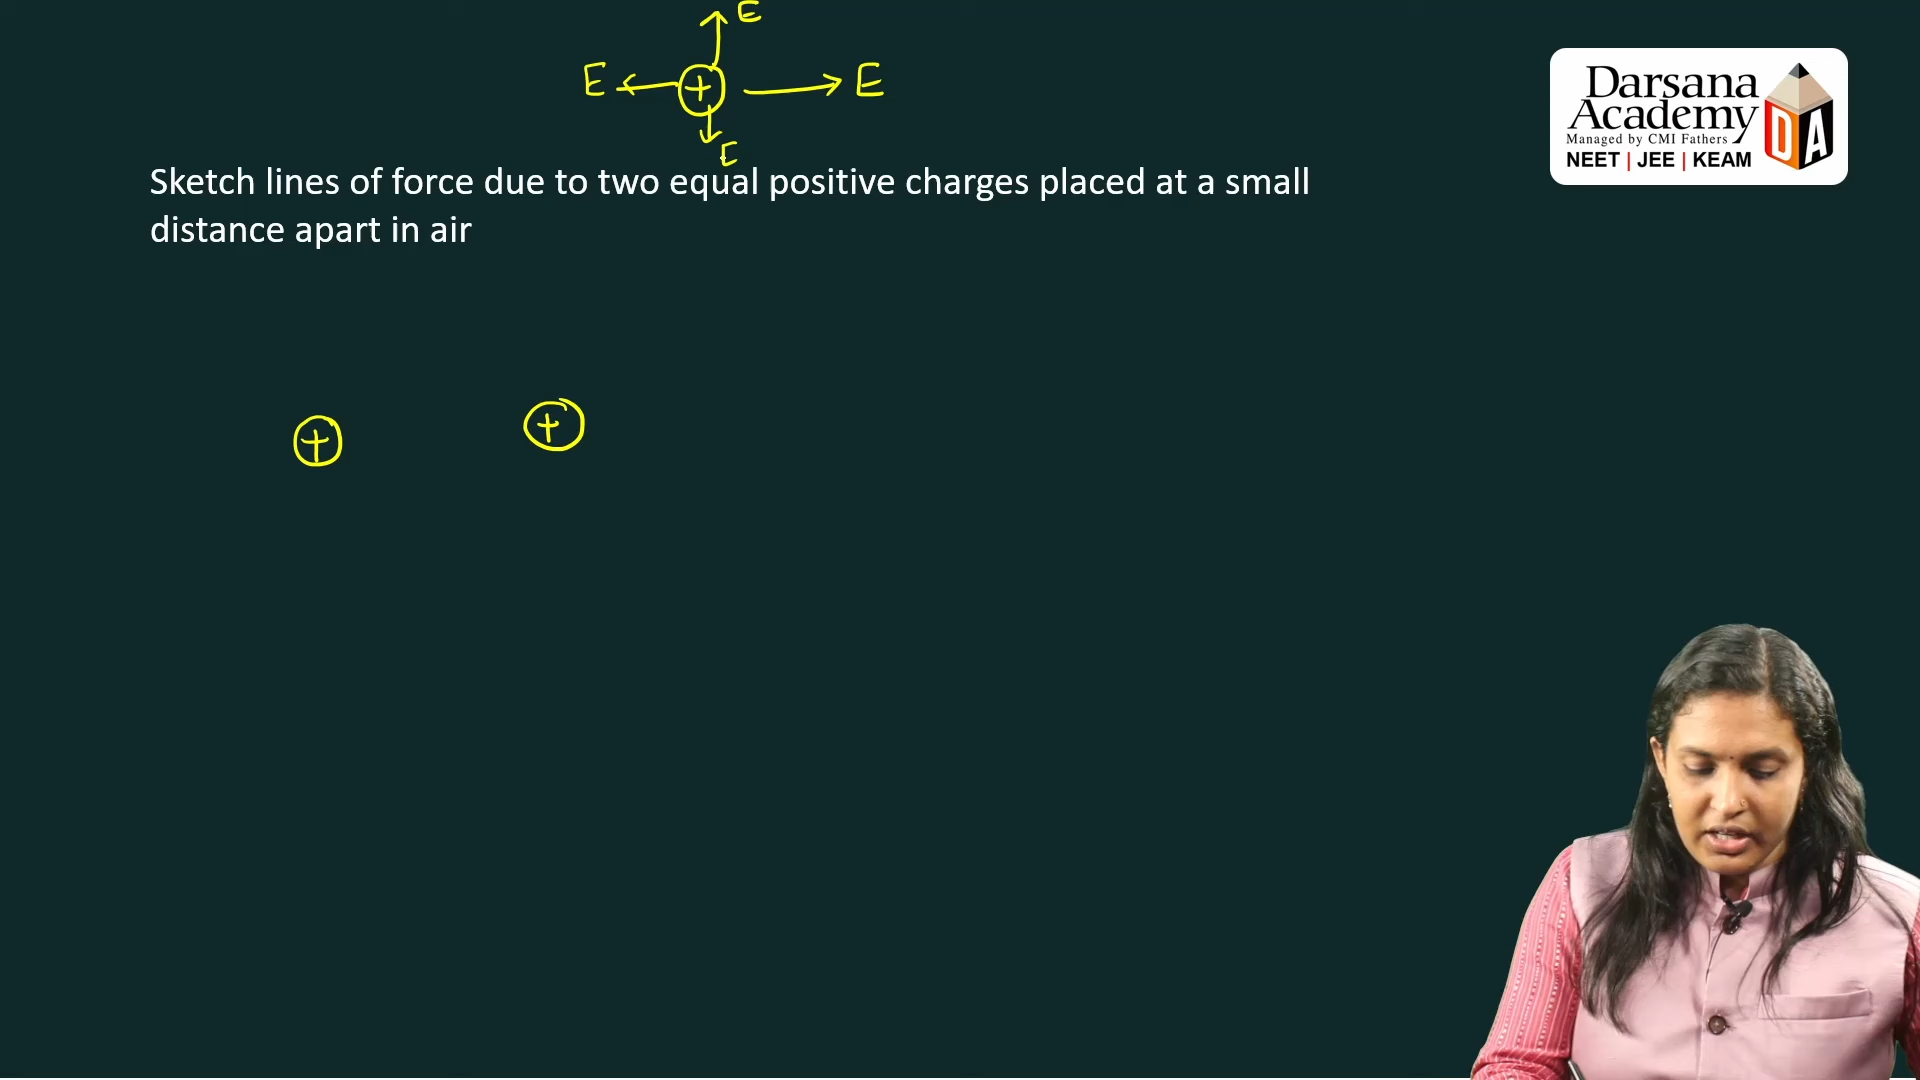 E
E + E
E
Sketch lines of force due to two equal positive charges placed at a small
distance apart in air
+ +
Darsana
Academy
Managed by CMI Fathers
NEET | JEE | KEAM
DA